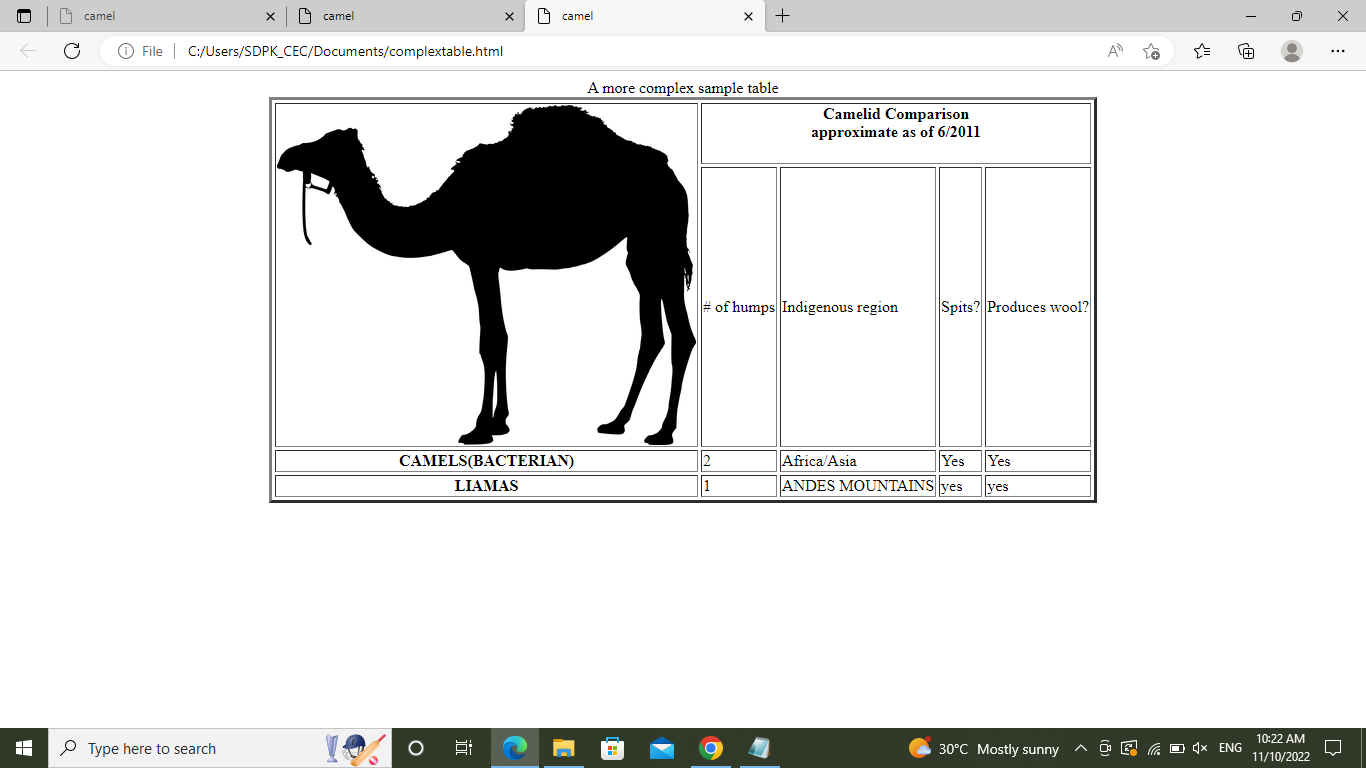 camel
camel
camel
File
C:/Users/SDPK_CEC/Documents/complextable.html
A more complex sample table
Camelid Comparison
approximate as of 6/2011
# of humps Indigenous region Spits? Produces wool?
CAMELS(BACTERIAN) 2 Africa/Asia Yes Yes
LIAMAS 1 ANDES MOUNTAINS yes yes
Type here to search
30°C Mostly sunny
ENG
10:22 AM
11/10/2022